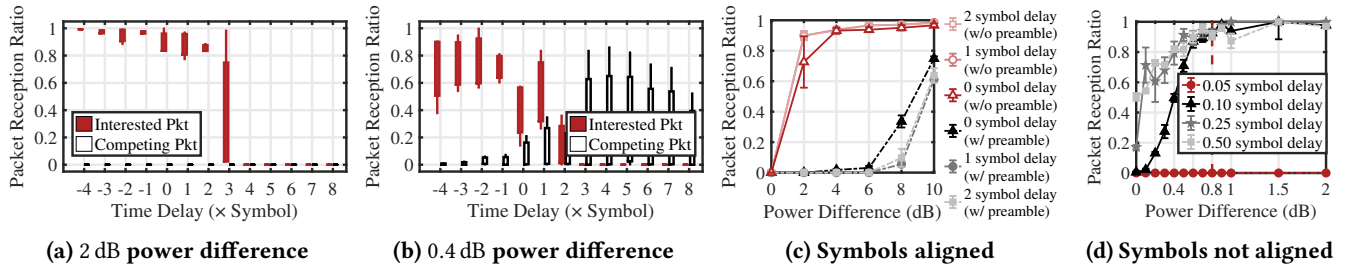 Packet Reception Ratio
1
0.8
0.6
0.4
0.2
0
Interested Pkt
Competing Pkt
-4 -3 -2 -1 0 1 2 3 4 5 6 7 8
Time Delay (× Symbol)
(a) 2 dB power difference
Packet Reception Ratio
1
0.8
0.6
0.4
0.2
0
Interested Pkt
Competing Pkt
-4 -3 -2 -1 0 1 2 3 4 5 6 7 8
Time Delay (× Symbol)
(b) 0.4 dB power difference
Packet Reception Ratio
1
0.8
0.6
0.4
0.2
0
0 2 4 6 8 10
Power Difference (dB)
2 symbol delay
(w/o preamble)
1 symbol delay
(w/o preamble)
0 symbol delay
(w/o preamble)
0 symbol delay
(w/ preamble)
1 symbol delay
(w/ preamble)
2 symbol delay
(w/ preamble)
(c) Symbols aligned
Packet Reception Ratio
1
0.8
0.6
0.4
0.2
0
0.05 symbol delay
0.10 symbol delay
0.25 symbol delay
0.50 symbol delay
0 0.4 0.8 1 1.5 2
Power Difference (dB)
(d) Symbols not aligned